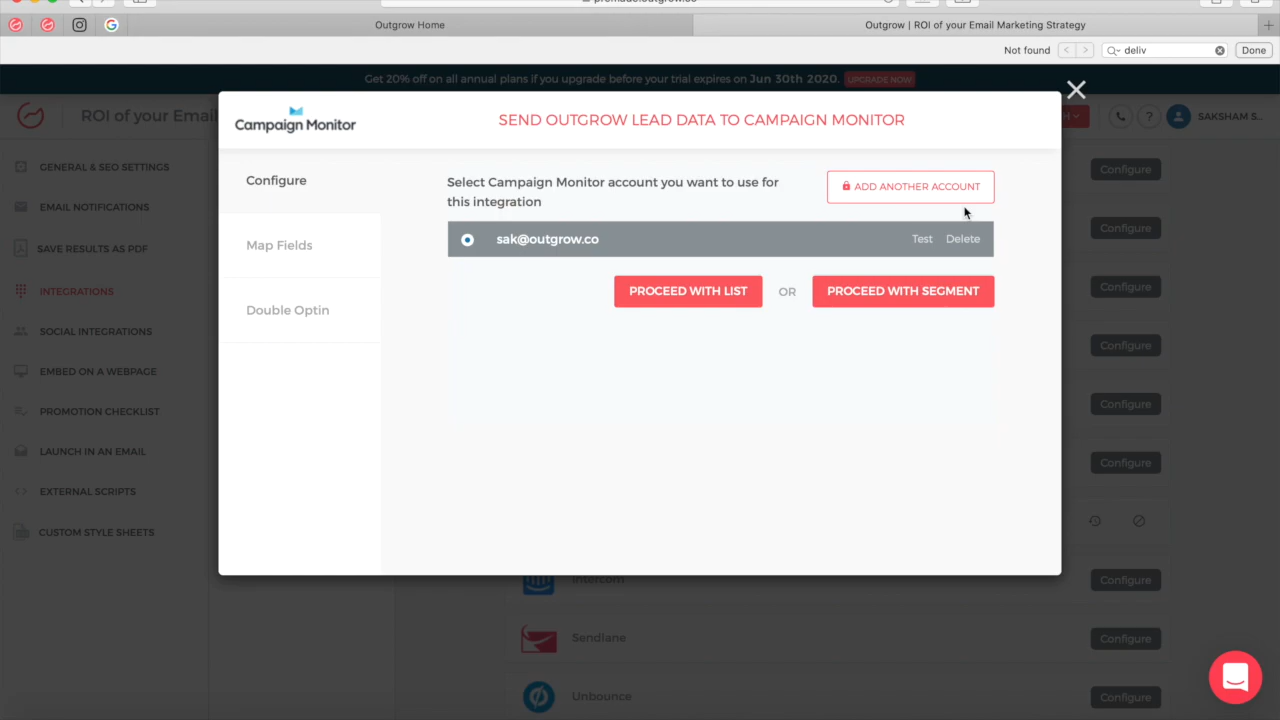 premade.outgrow.co
Outgrow Home
Outgrow | ROI of your Email Marketing Strategy
Not found
deliv
Done
Get 20% off on all annual plans if you upgrade before your trial expires on Jun 30th 2020. UPGRADE NOW
ROI of your Email
SAKSHAM S...
Campaign Monitor
SEND OUTGROW LEAD DATA TO CAMPAIGN MONITOR
GENERAL & SEO SETTINGS
EMAIL NOTIFICATIONS
SAVE RESULTS AS PDF
INTEGRATIONS
SOCIAL INTEGRATIONS
EMBED ON A WEBPAGE
PROMOTION CHECKLIST
LAUNCH IN AN EMAIL
EXTERNAL SCRIPTS
CUSTOM STYLE SHEETS
Configure
Map Fields
Double Optin
Select Campaign Monitor account you want to use for
this integration
ADD ANOTHER ACCOUNT
sak@outgrow.co
Test
Delete
PROCEED WITH LIST
OR
PROCEED WITH SEGMENT
Configure
Configure
Configure
Configure
Configure
Configure
Intercom
Configure
Sendlane
Configure
Unbounce
Configure